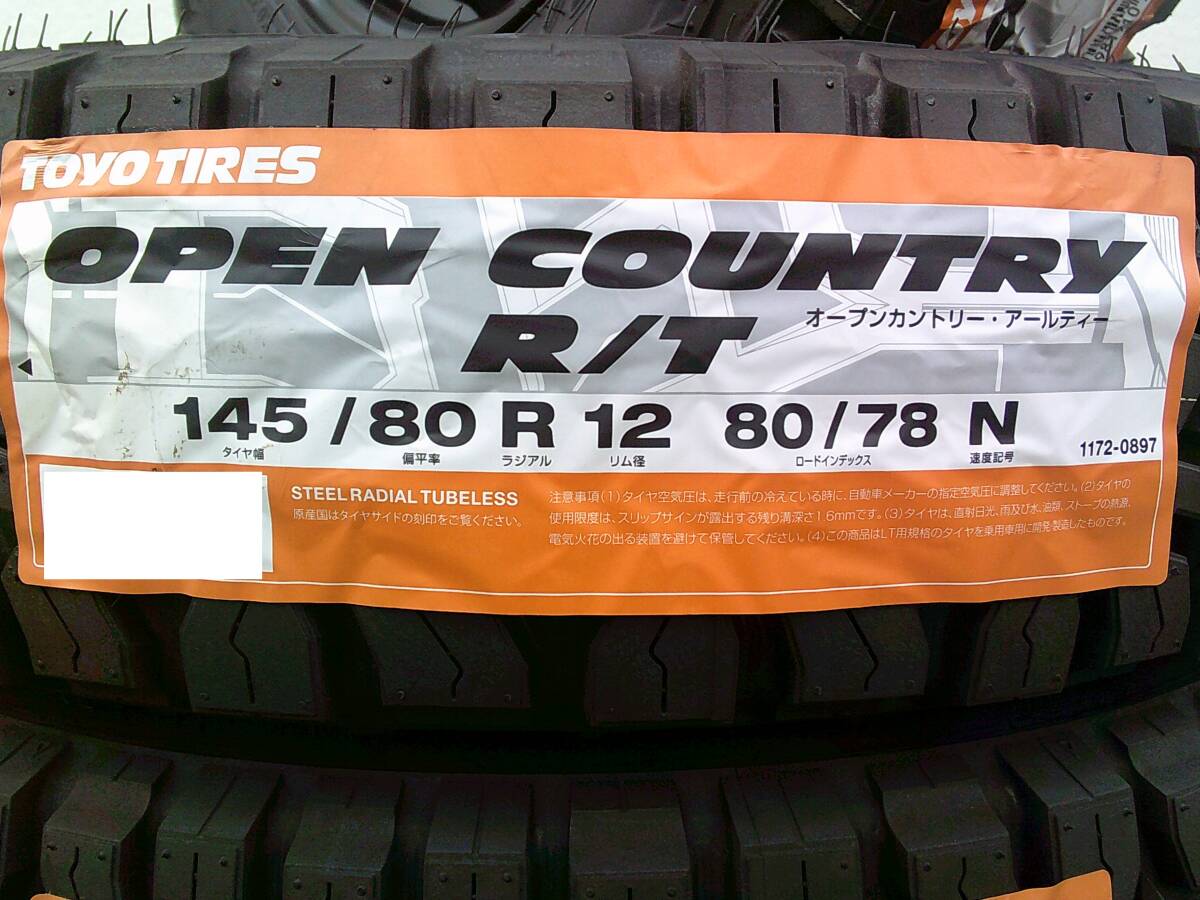 TOYO TIRES
OPEN COUNTRY
R/T オープンカントリー・アールティー
145 / 80 R 12 80 / 78 N
タイヤ幅 偏平率 ラジアル リム径 ロードインデックス 速度記号 1172-0897
STEEL RADIAL TUBELESS
原産国はタイヤサイドの刻印をご覧ください。
注意事項(1)タイヤ空気圧は、走行前の冷えている時に、自動車メーカーの指定空気圧に調整してください。(2)タイヤの
使用限度は、スリップサインが露出する残り溝深さ1.6mmです。(3)タイヤは、直射日光、雨及び水、油類、ストーブの熱源、
電気火花の出る装置を避けて保管してください。(4)この商品はLT用規格のタイヤを乗用車用に開発製造したものです。